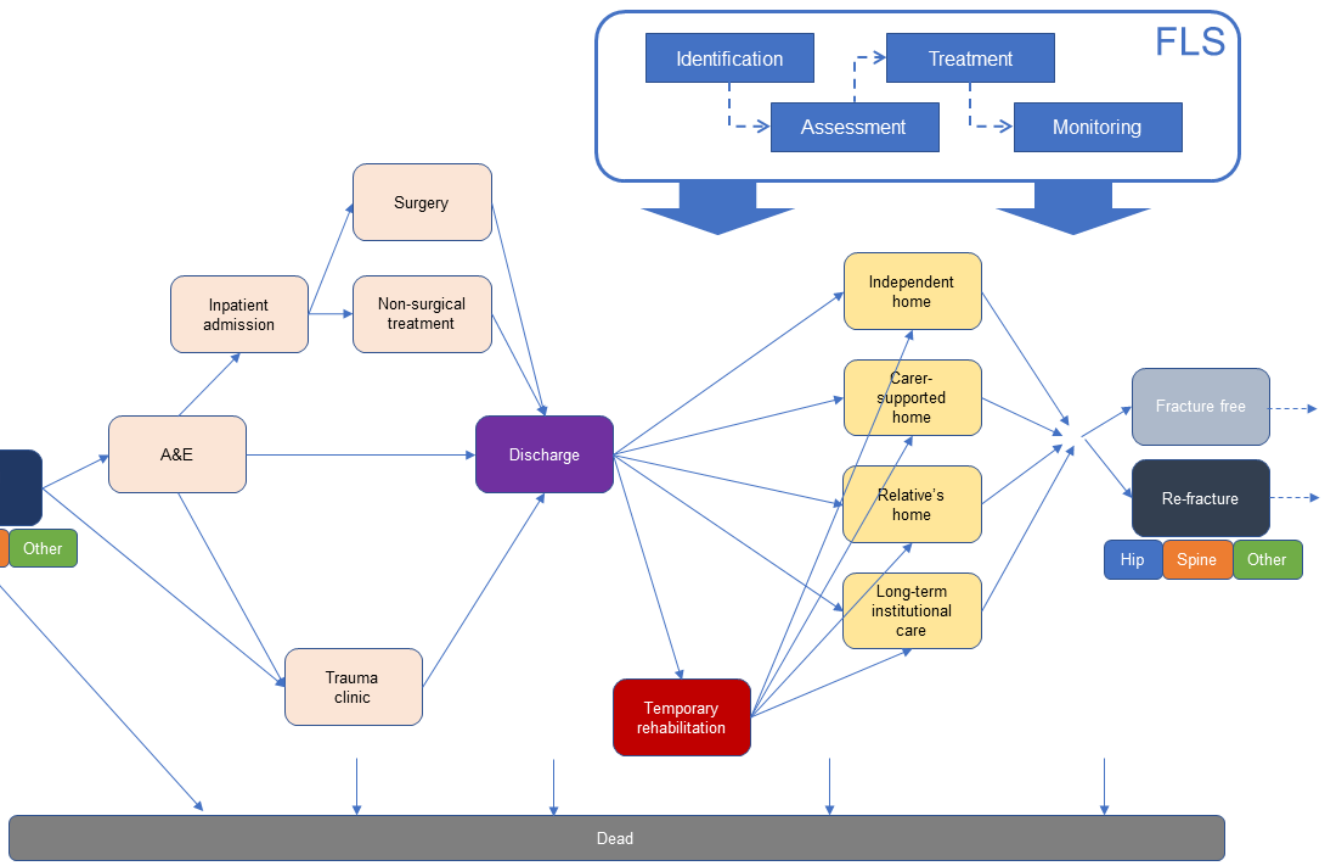 FLS
Identification
Treatment
Assessment
Monitoring
Surgery
Inpatient
admission
Non-surgical
treatment
Independent
home
Carer-
supported
home
Fracture free
A&E
Discharge
Relative's
home
Re-fracture
Other
Hip
Spine
Other
Long-term
institutional
care
Trauma
clinic
Temporary
rehabilitation
Dead